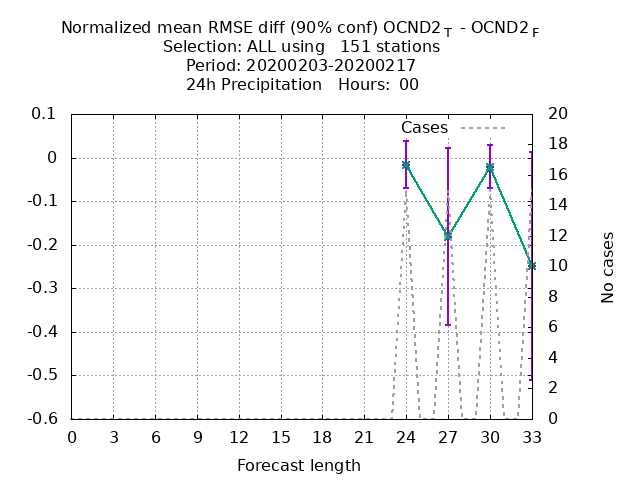 Normalized mean RMSE diff (90% conf) OCND2 T - OCND2 F
Selection: ALL using   151 stations
Period: 20200203-20200217
24h Precipitation   Hours:  00
Cases
0.1
0
-0.1
-0.2
-0.3
-0.4
-0.5
-0.6
20
18
16
14
12
10
8
6
4
2
0
No cases
0 3 6 9 12 15 18 21 24 27 30 33
Forecast length